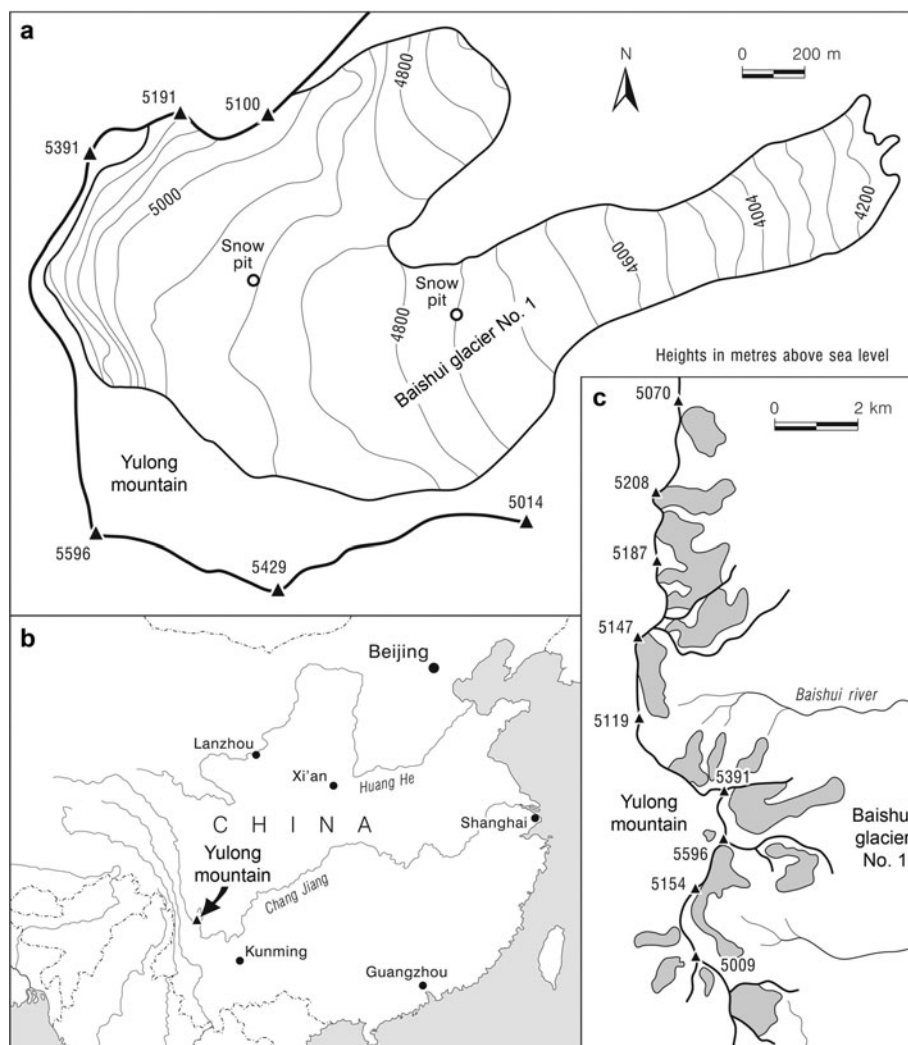 a
N
0 200 m
5191
5100
5391
4800
5000
Snow
pit
4004
4200
4600
Snow
pit
4800
Baishui glacier No. 1
Heights in metres above sea level
Yulong
mountain
5014
5596
5429
b
Beijing
Lanzhou
Xi'an
Huang He
CHINA
Shanghai
Yulong
mountain
Chang Jiang
Kunming
Guangzhou
c
5070
0 2 km
5208
5187
5147
Baishui river
5119
5391
Yulong
mountain
Baishui
glacier
No. 1
5596
5154
5009